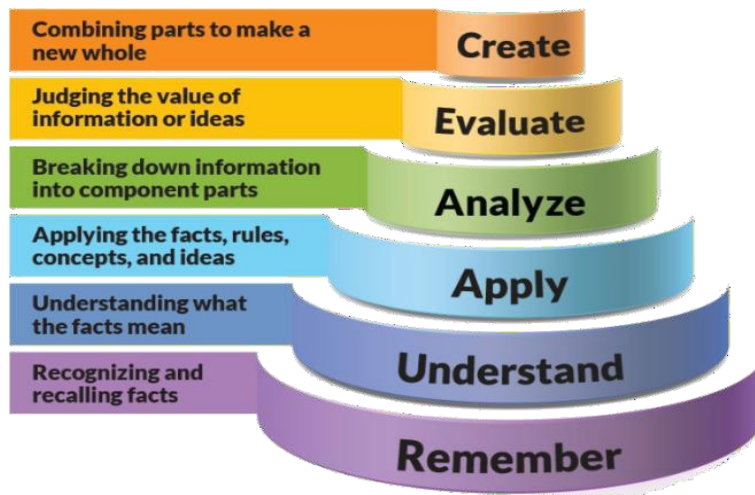 Combining parts to make a
new whole
Create
Judging the value of
information or ideas
Evaluate
Breaking down information
into component parts
Analyze
Applying the facts, rules,
concepts, and ideas
Apply
Understanding what
the facts mean
Understand
Recognizing and
recalling facts
Remember